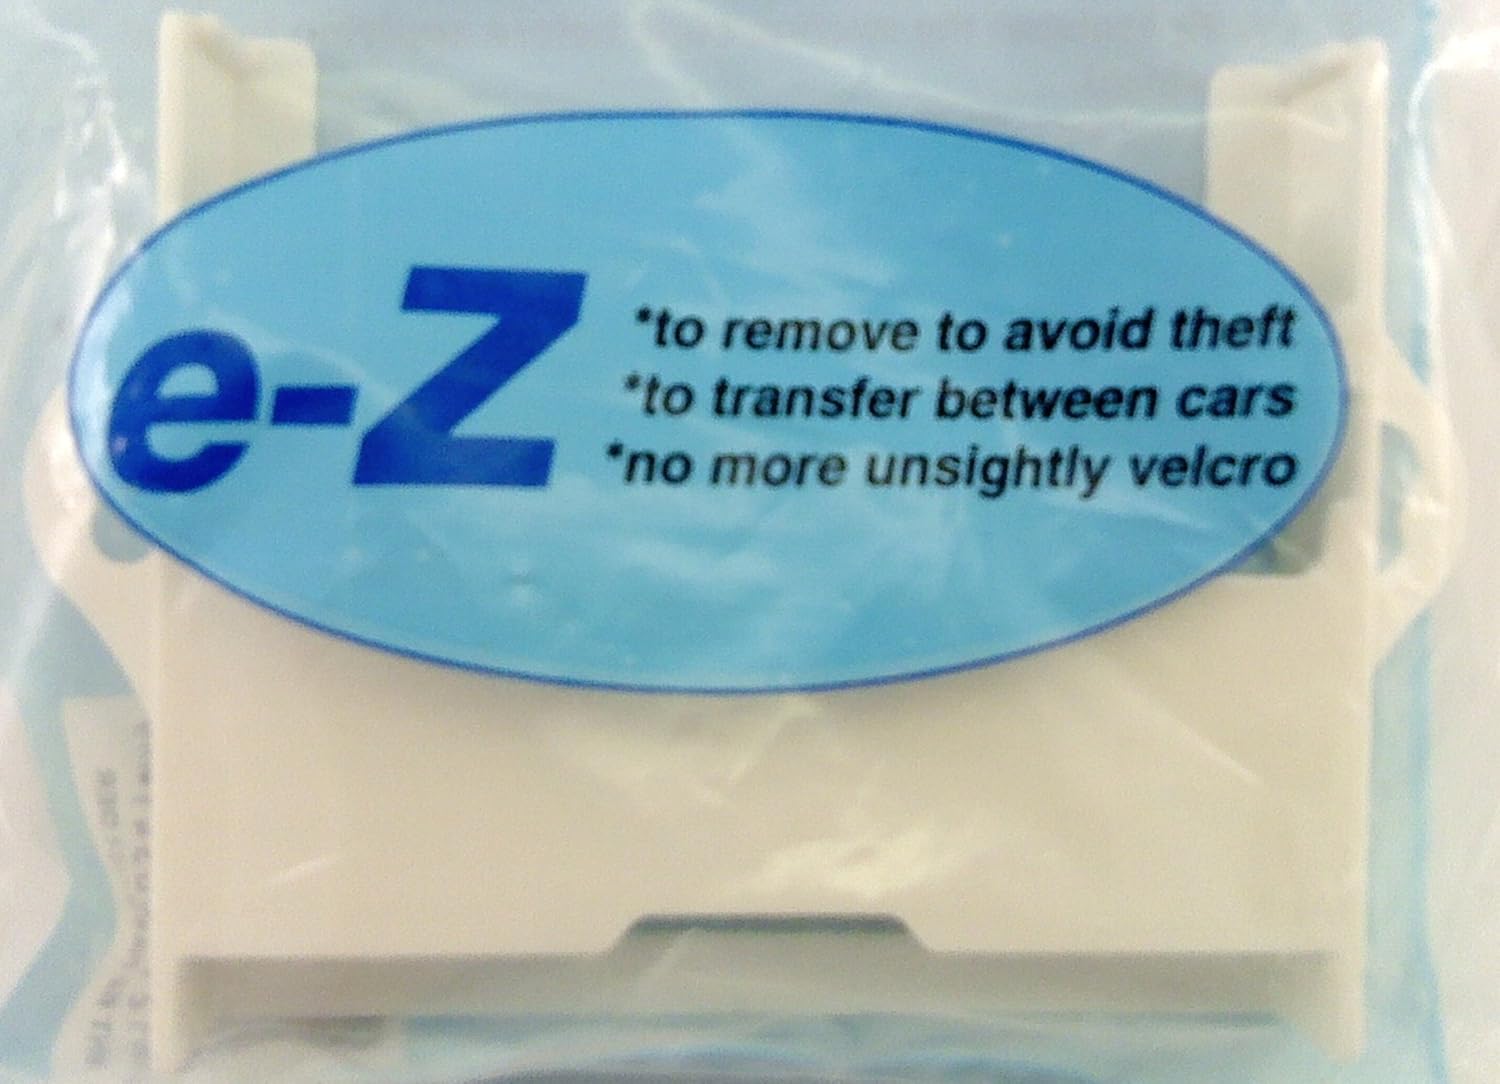 e-Z
*to remove to avoid theft
*to transfer between cars
*no more unsightly velcro